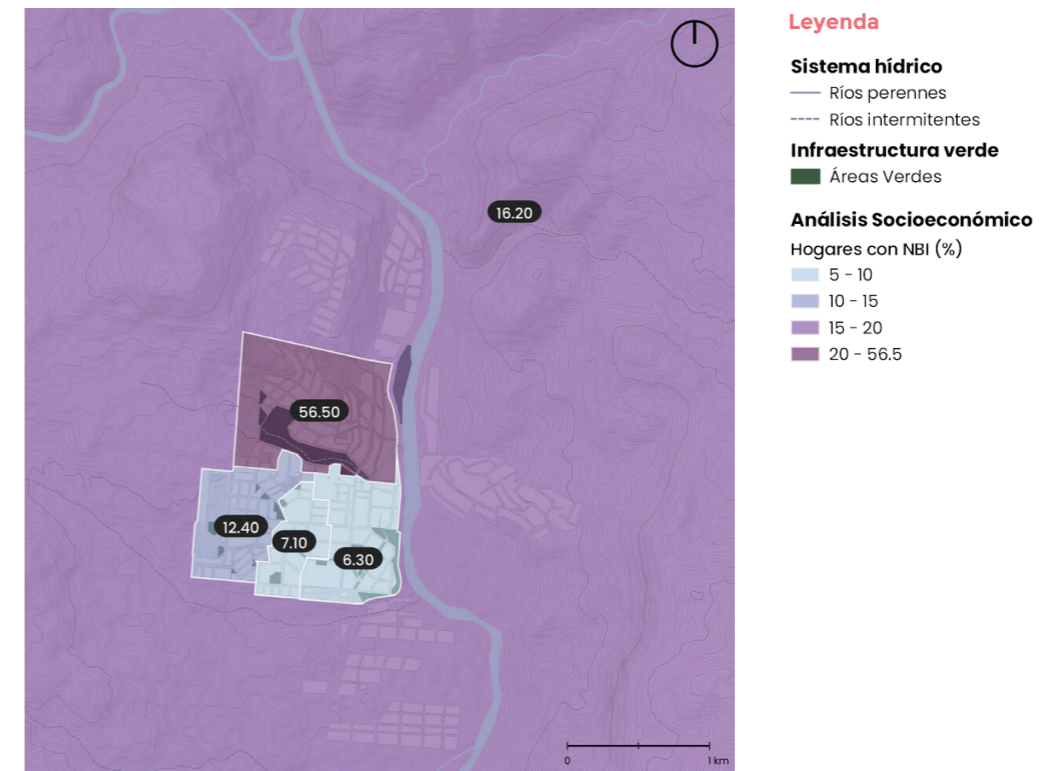 Leyenda
Sistema hídrico
Ríos perennes
Ríos intermitentes
Infraestructura verde
Áreas Verdes
Análisis Socioeconómico
Hogares con NBI (%)
5 - 10
10 - 15
15 - 20
20 - 56.5
16.20
56.50
12.40
7.10
6.30
0
1 km